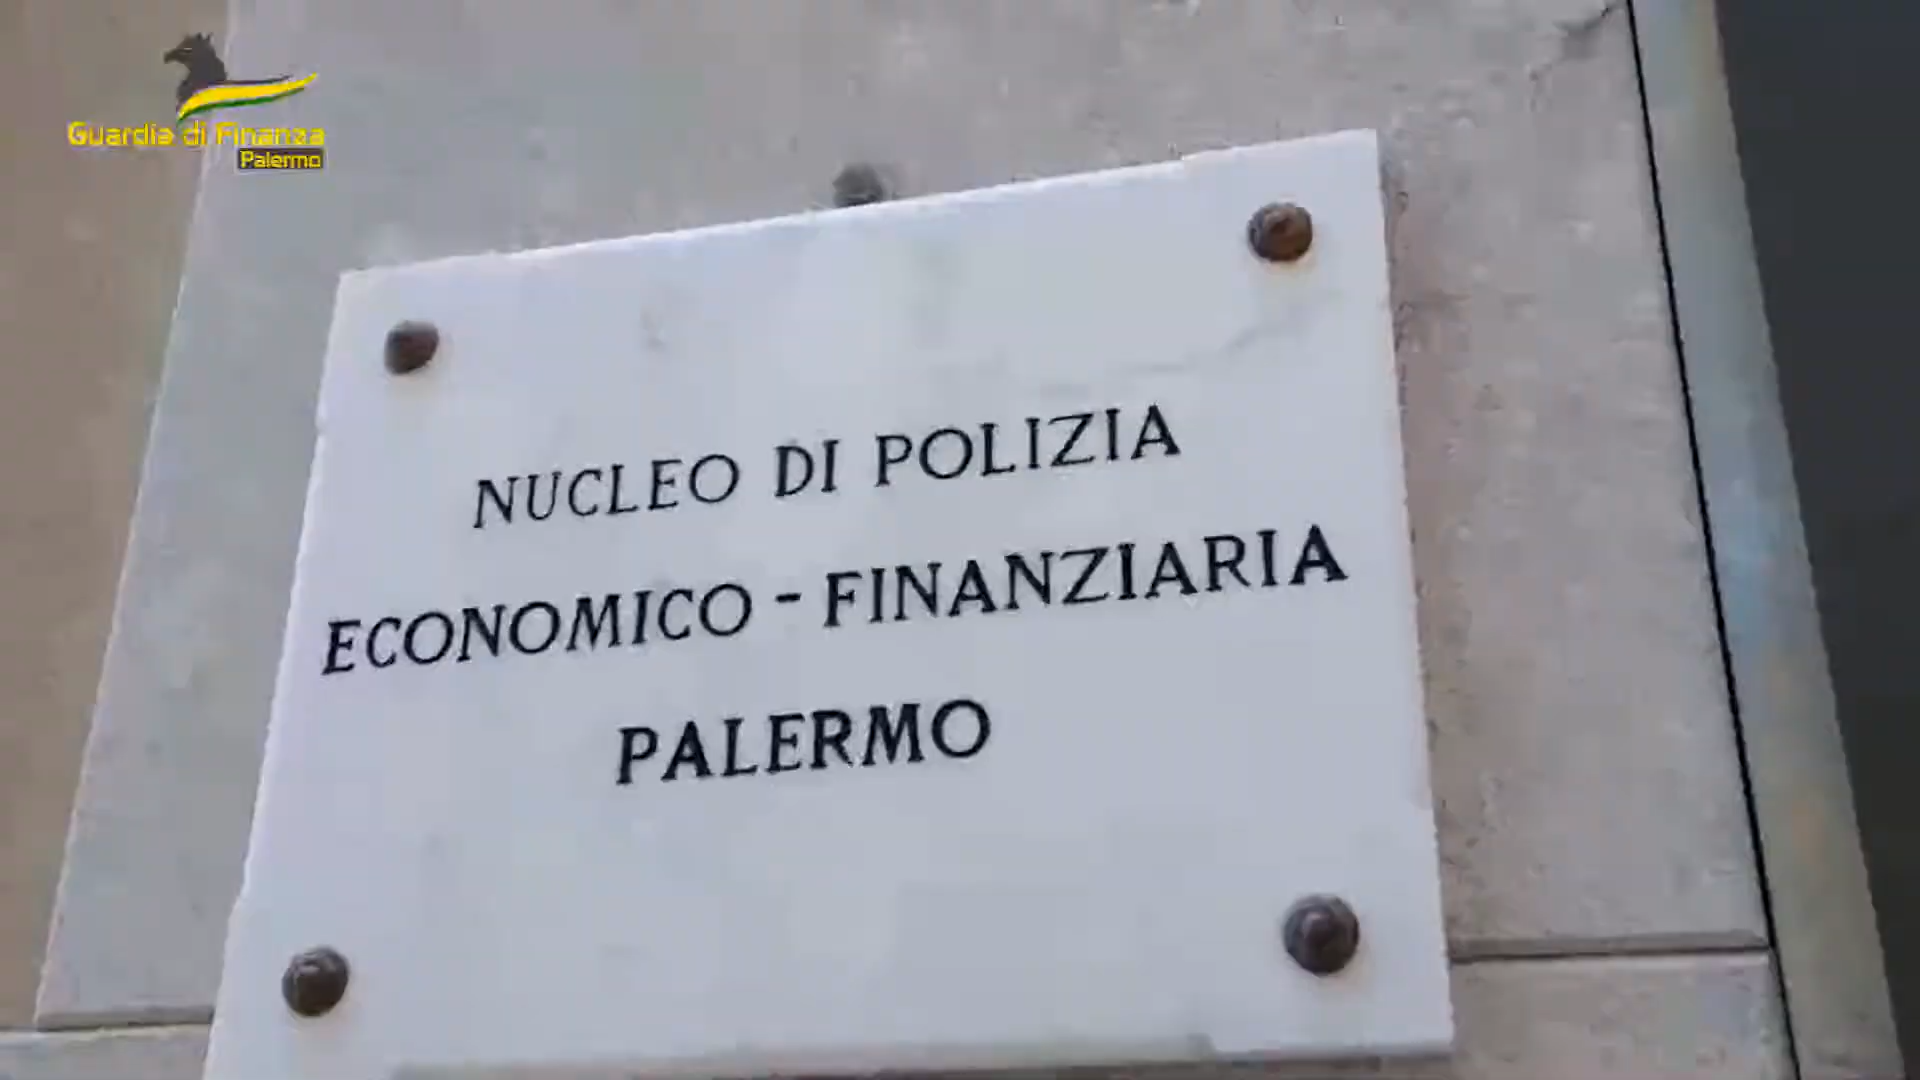 Guardia di Finanza
Palermo
NUCLEO DI POLIZIA
ECONOMICO - FINANZIARIA
PALERMO